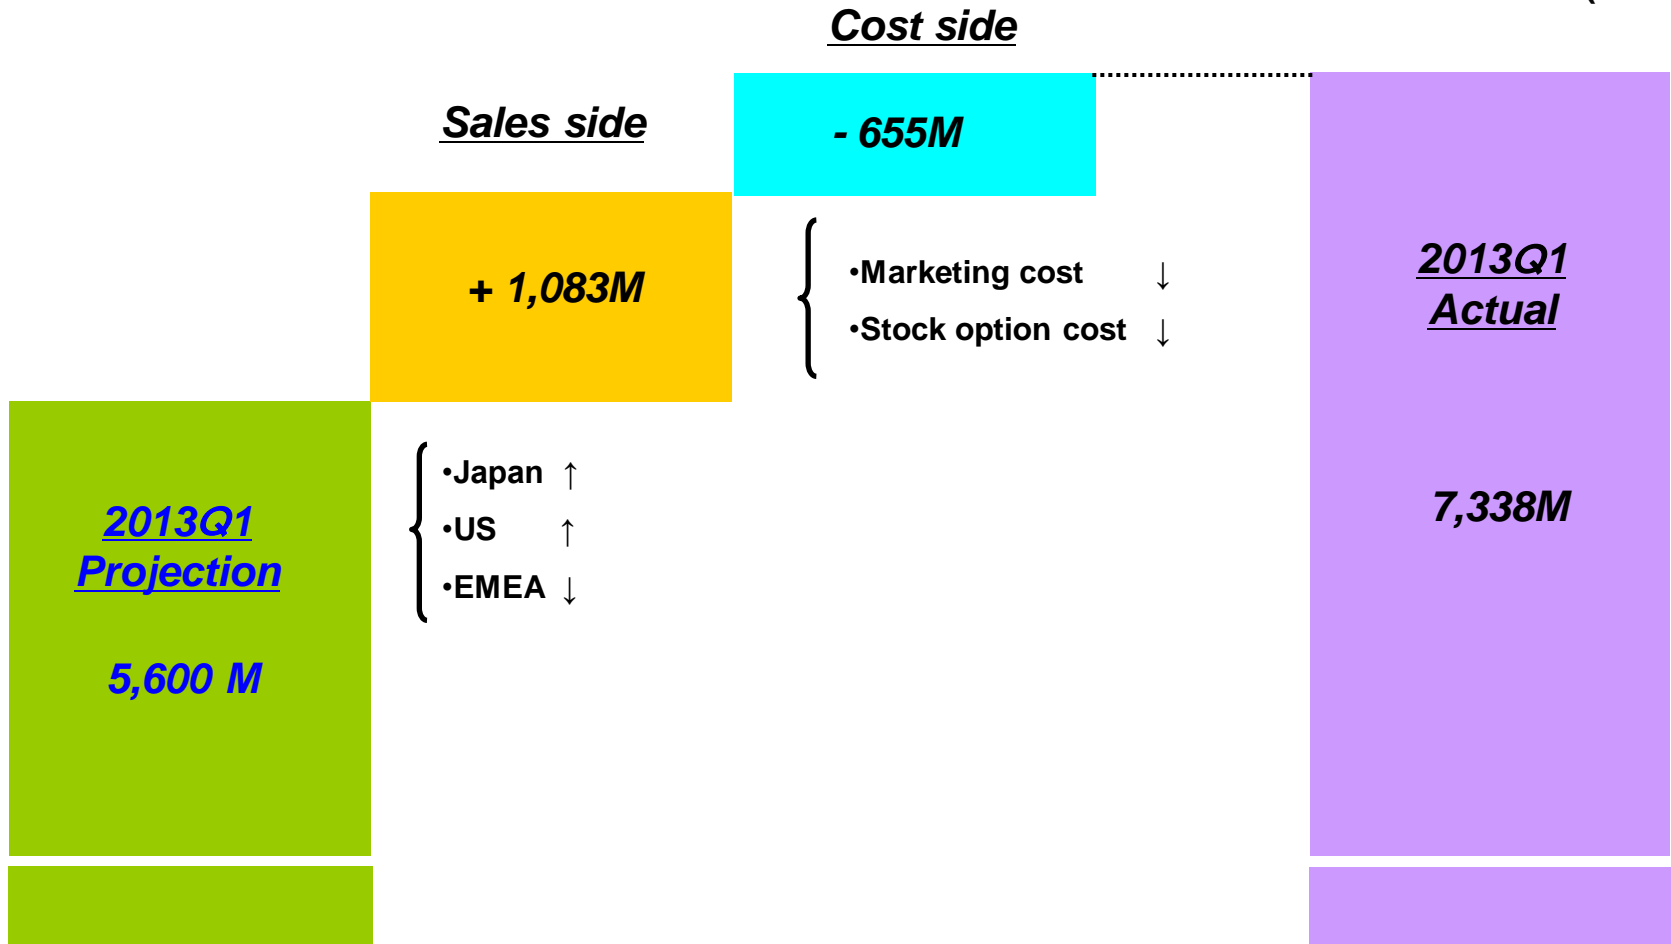 Cost side
- 655M
Sales side
+ 1,083M
•Marketing cost ↓
•Stock option cost ↓
2013Q1
Actual
7,338M
•Japan ↑
•US ↑
•EMEA ↓
2013Q1
Projection
5,600 M